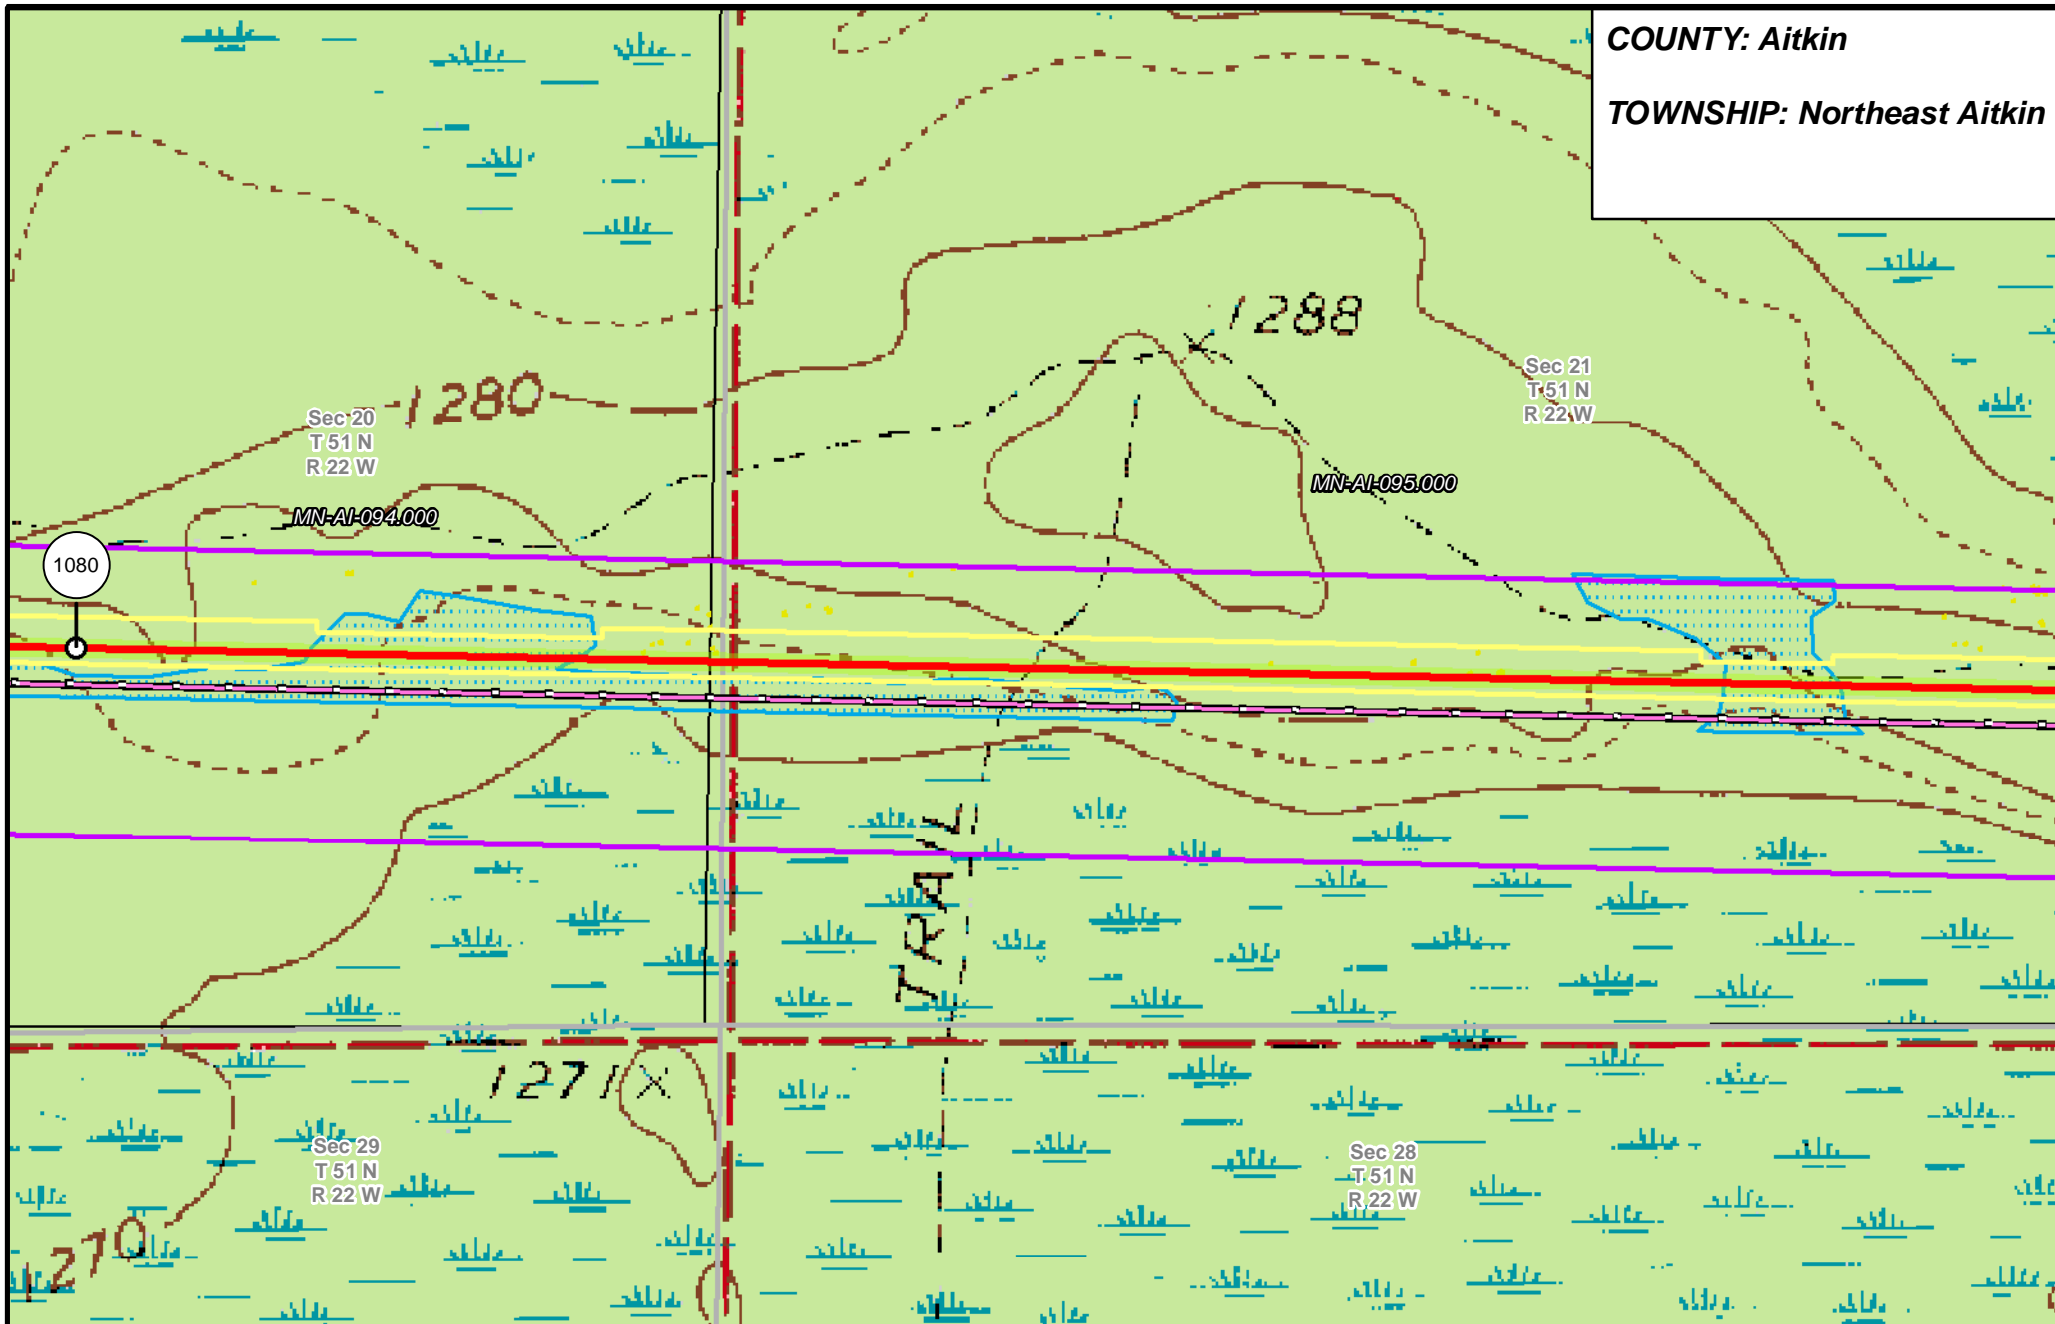 COUNTY: Aitkin
TOWNSHIP: Northeast Aitkin
1288
Sec 21
T 51 N
R 22 W
1280
Sec 20
T 51 N
R 22 W
MN-AI-095.000
MN-AI-094.000
1080
TRAIL
1271
Sec 29
T 51 N
R 22 W
Sec 28
T 51 N
R 22 W
1270